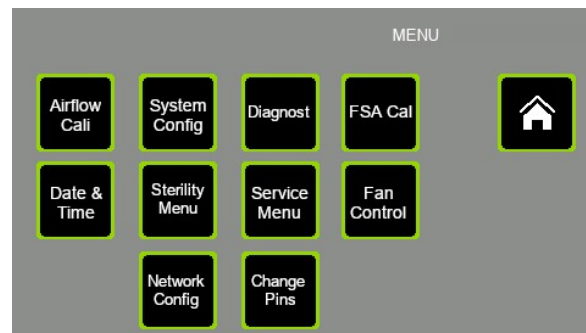 MENU
Airflow
Cali
System
Config
Diagnost
FSA Cal
Date &
Time
Sterility
Menu
Service
Menu
Fan
Control
Network
Config
Change
Pins